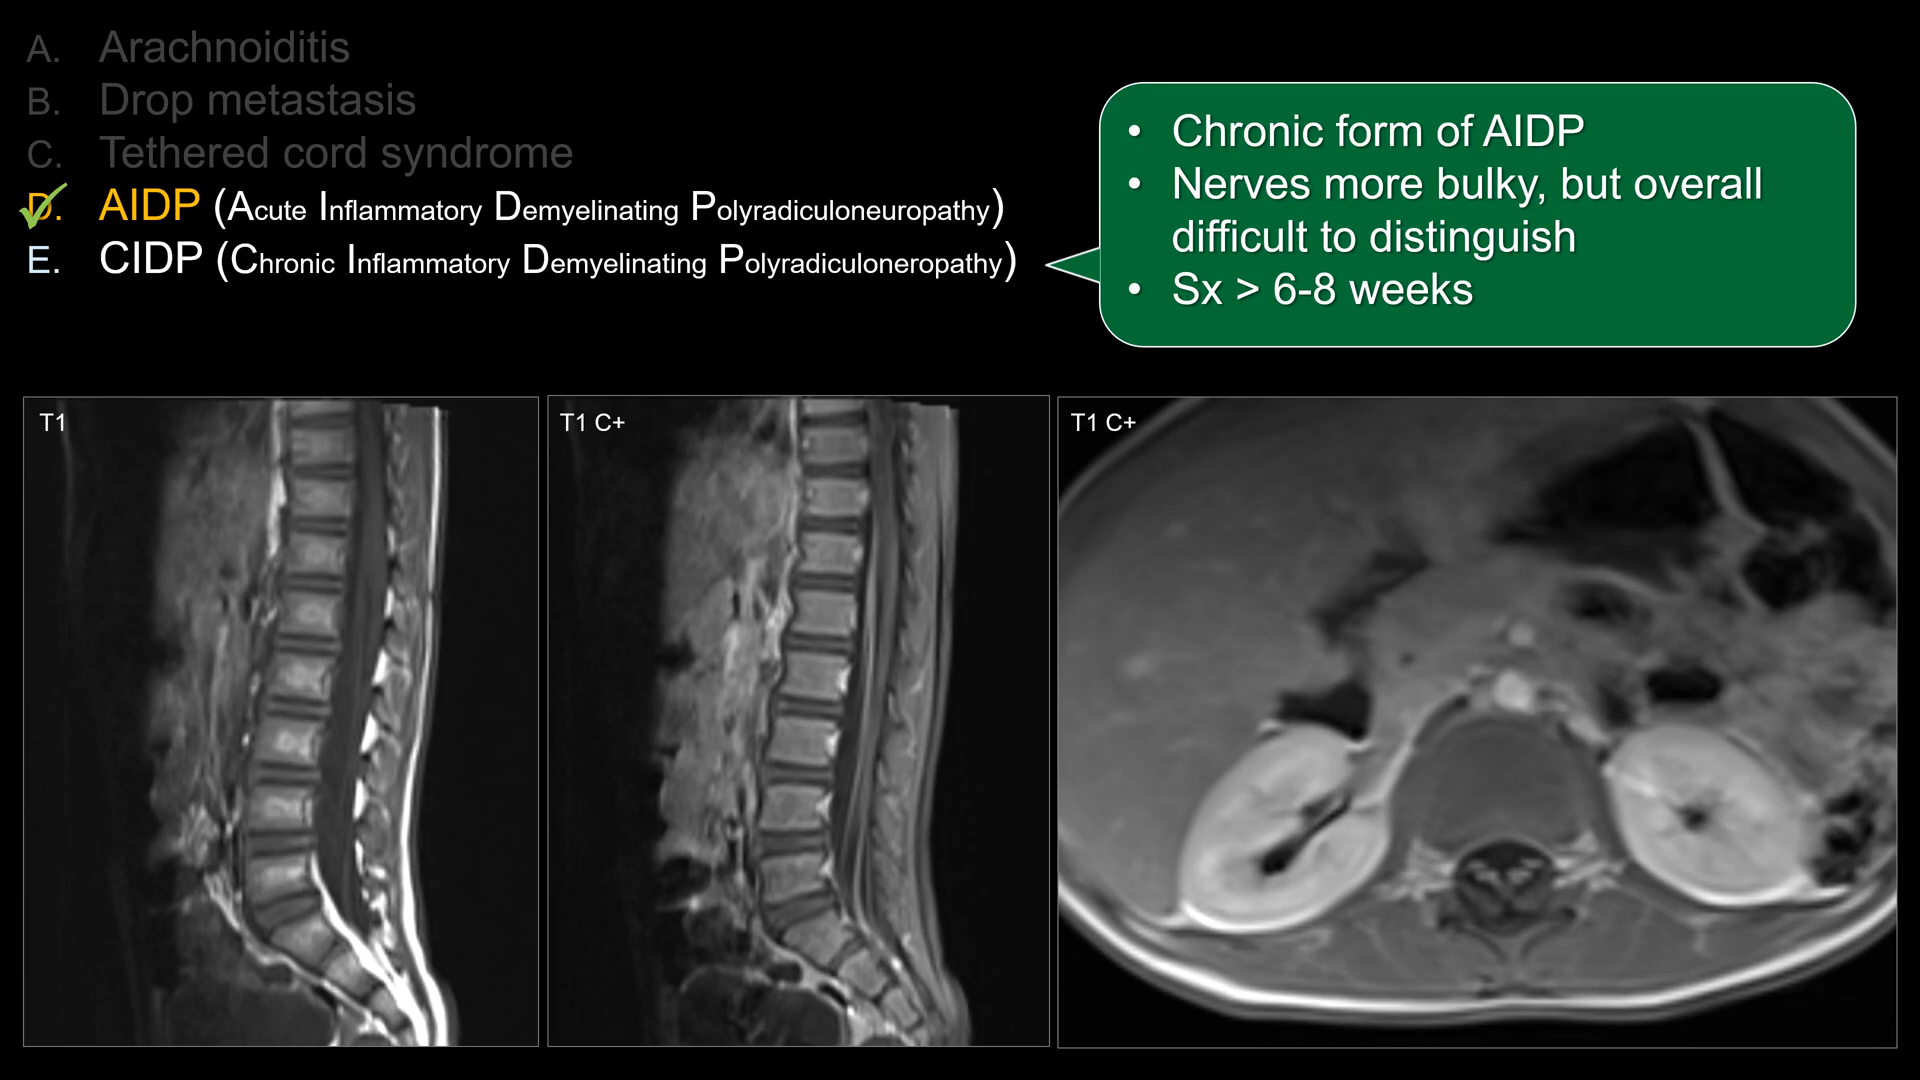 A. Arachnoiditis
B. Drop metastasis
C. Tethered cord syndrome
D. AIDP (Acute Inflammatory Demyelinating Polyradiculoneuropathy)
E. CIDP (Chronic Inflammatory Demyelinating Polyradiculoneropathy)
• Chronic form of AIDP
• Nerves more bulky, but overall
difficult to distinguish
• Sx > 6-8 weeks
T1
T1 C+
T1 C+